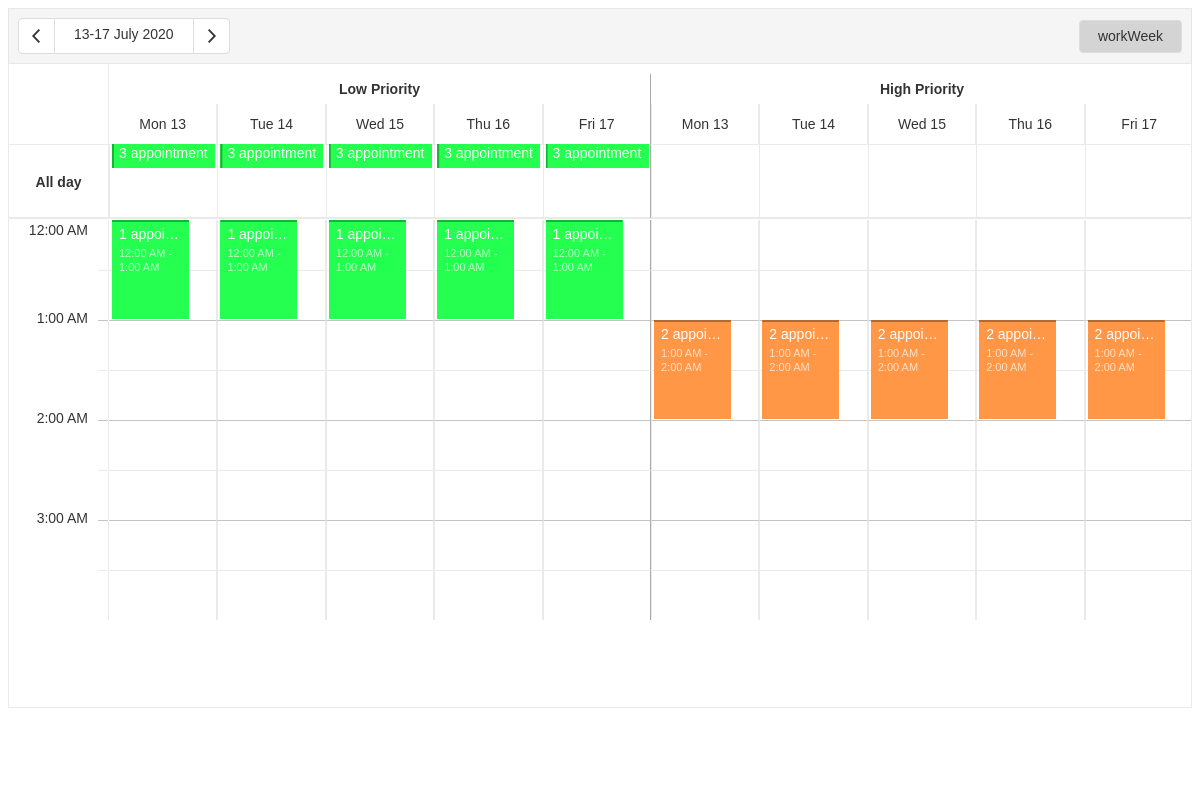 13-17 July 2020
workWeek
Low Priority
High Priority
Mon 13
Tue 14
Wed 15
Thu 16
Fri 17
Mon 13
Tue 14
Wed 15
Thu 16
Fri 17
All day
3 appointment
3 appointment
3 appointment
3 appointment
3 appointment
12:00 AM
1 appoi…
12:00 AM -
1:00 AM
1 appoi…
12:00 AM -
1:00 AM
1 appoi…
12:00 AM -
1:00 AM
1 appoi…
12:00 AM -
1:00 AM
1 appoi…
12:00 AM -
1:00 AM
1:00 AM
2 appoi…
1:00 AM -
2:00 AM
2 appoi…
1:00 AM -
2:00 AM
2 appoi…
1:00 AM -
2:00 AM
2 appoi…
1:00 AM -
2:00 AM
2 appoi…
1:00 AM -
2:00 AM
2:00 AM
3:00 AM